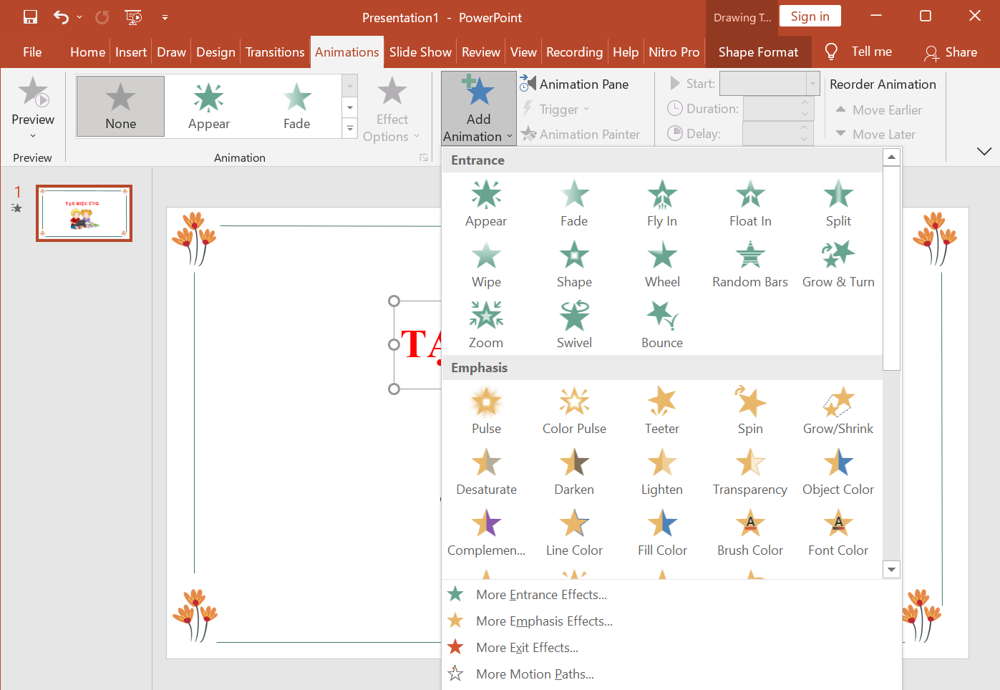 Presentation1 - PowerPoint
Drawing T...
Sign in
File Home Insert Draw Design Transitions Animations Slide Show Review View Recording Help Nitro Pro Shape Format Tell me Share
Preview
None
Appear
Fade
Effect
Options
Add
Animation
Animation Pane
Trigger
Animation Painter
Start:
Duration:
Delay:
Reorder Animation
Move Earlier
Move Later
Preview
Animation
1
TẠO HIỆU ỨNG
TẠ
Entrance
Appear Fade Fly In Float In Split
Wipe Shape Wheel Random Bars Grow & Turn
Zoom Swivel Bounce
Emphasis
Pulse Color Pulse Teeter Spin Grow/Shrink
Desaturate Darken Lighten Transparency Object Color
Complemen... Line Color Fill Color Brush Color Font Color
More Entrance Effects...
More Emphasis Effects...
More Exit Effects...
More Motion Paths...